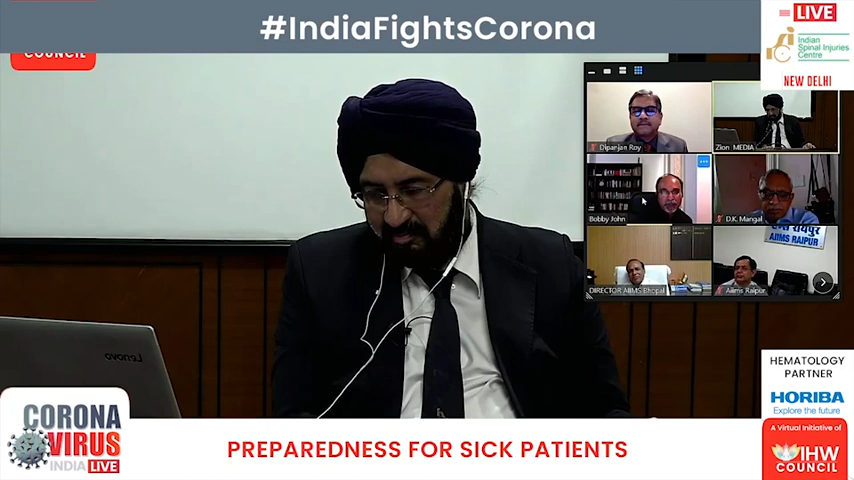 #IndiaFightsCorona
LIVE
Indian
Spinal Injuries
Centre
NEW DELHI
COUNCIL
Dipanjan Roy
Zion MEDIA
Bobby John
D.K. Mangal
रायपुर
AIIMS RAIPUR
DIRECTOR AIIMS Bhopal
Aiims Raipur
lenovo
HEMATOLOGY
PARTNER
HORIBA
Explore the future
A Virtual Initiative of
IHW
COUNCIL
CORONA
VIRUS
INDIA LIVE
PREPAREDNESS FOR SICK PATIENTS